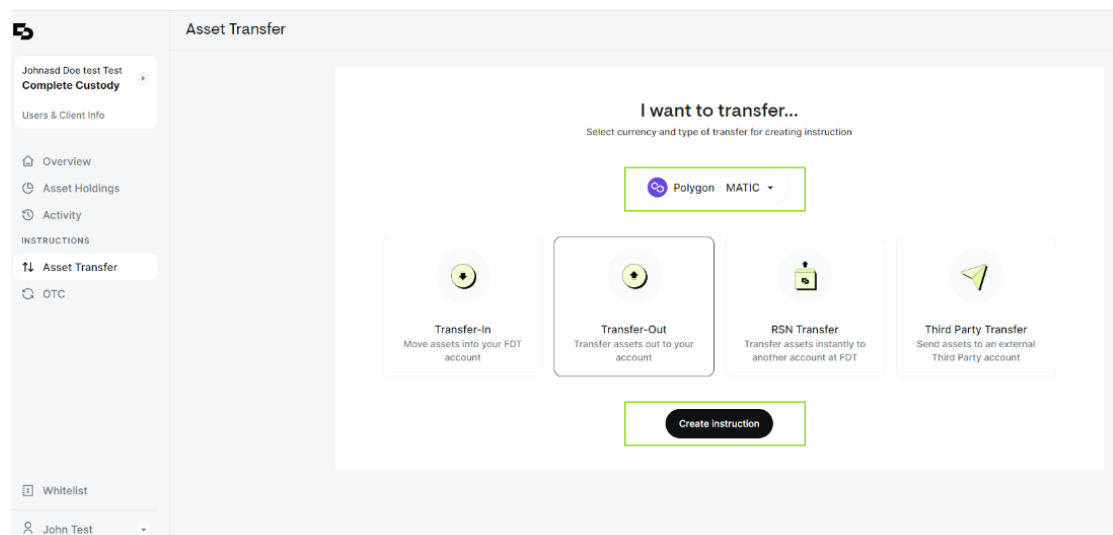 Asset Transfer
Johnasd Doe test Test
Complete Custody
Users & Client Info
Overview
Asset Holdings
Activity
INSTRUCTIONS
Asset Transfer
OTC
Whitelist
John Test
I want to transfer...
Select currency and type of transfer for creating instruction
Polygon MATIC
Transfer-In
Move assets into your FDT
account
Transfer-Out
Transfer assets out to your
account
RSN Transfer
Transfer assets instantly to
another account at FDT
Third Party Transfer
Send assets to an external
Third Party account
Create instruction